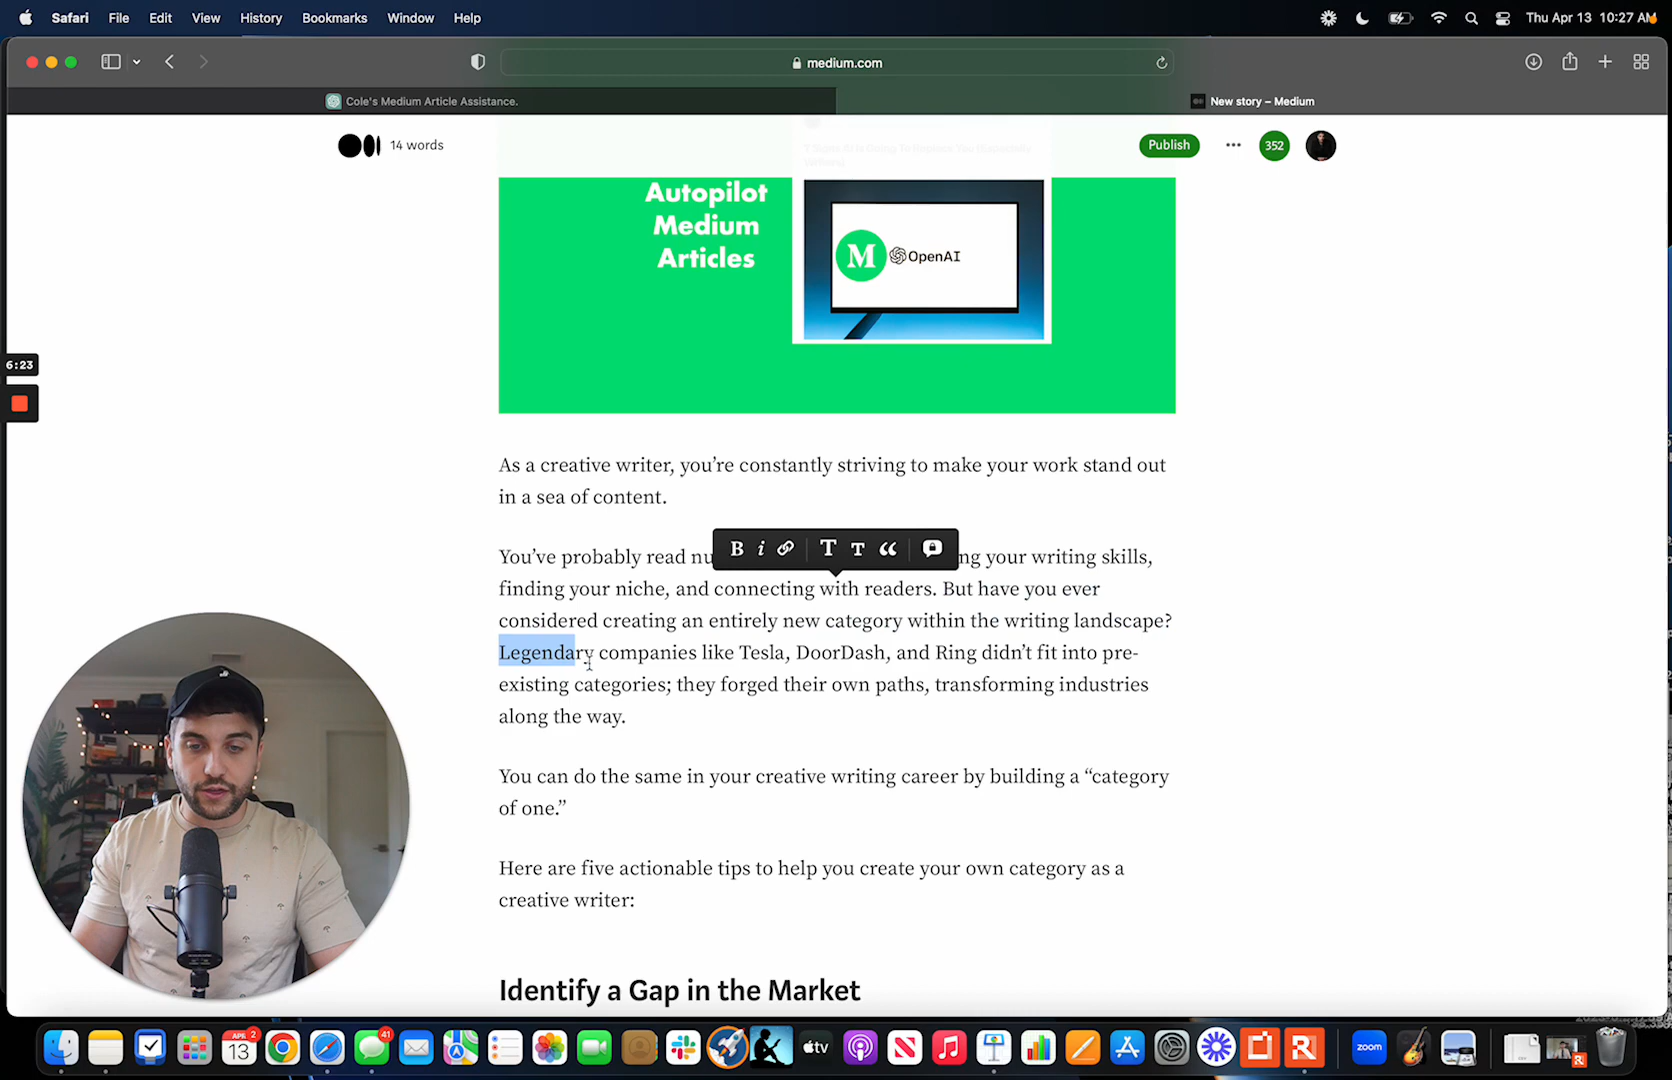 Safari File Edit View History Bookmarks Window Help
Thu Apr 13 10:27 AM
medium.com
Cole's Medium Article Assistance.
New story – Medium
14 words
Publish
352
Autopilot
Medium
Articles
M OpenAI
6:23
As a creative writer, you’re constantly striving to make your work stand out
in a sea of content.
B i T T
You’ve probably read nu ng your writing skills,
finding your niche, and connecting with readers. But have you ever
considered creating an entirely new category within the writing landscape?
Legendary companies like Tesla, DoorDash, and Ring didn’t fit into pre-
existing categories; they forged their own paths, transforming industries
along the way.
You can do the same in your creative writing career by building a “category
of one.”
Here are five actionable tips to help you create your own category as a
creative writer:
Identify a Gap in the Market
APR 2
13
41
tv
zoom